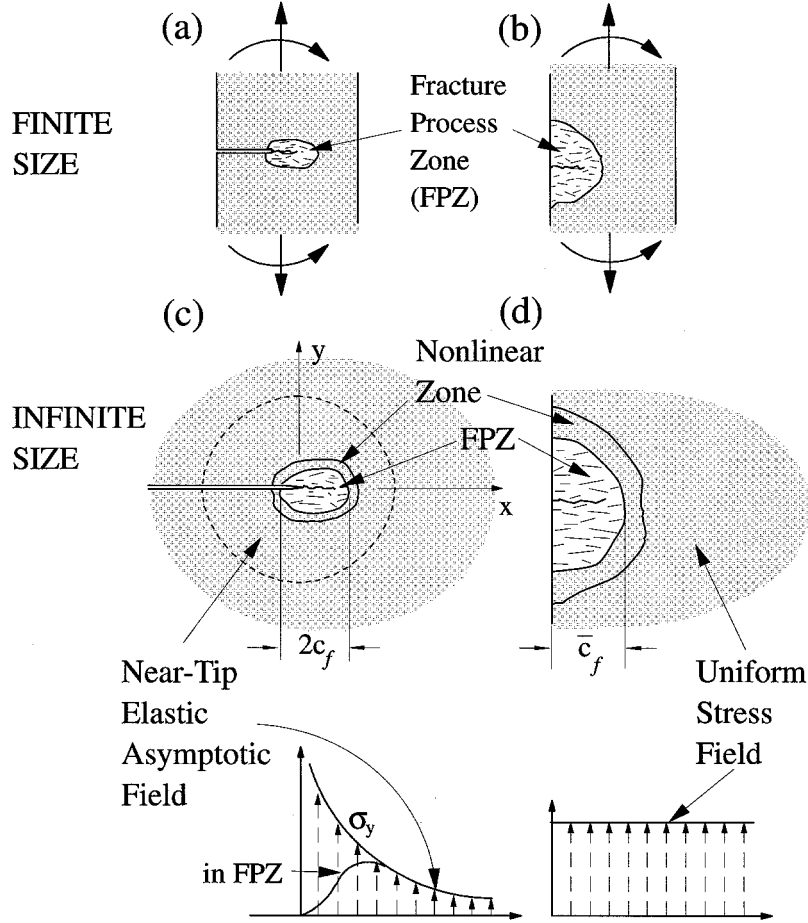 (a)
(b)
FINITE
SIZE
Fracture
Process
Zone
(FPZ)
(c)
(d)
y
Nonlinear
Zone
INFINITE
SIZE
FPZ
x
2c_f
c̄_f
Near-Tip
Elastic
Asymptotic
Field
Uniform
Stress
Field
σ_y
in FPZ